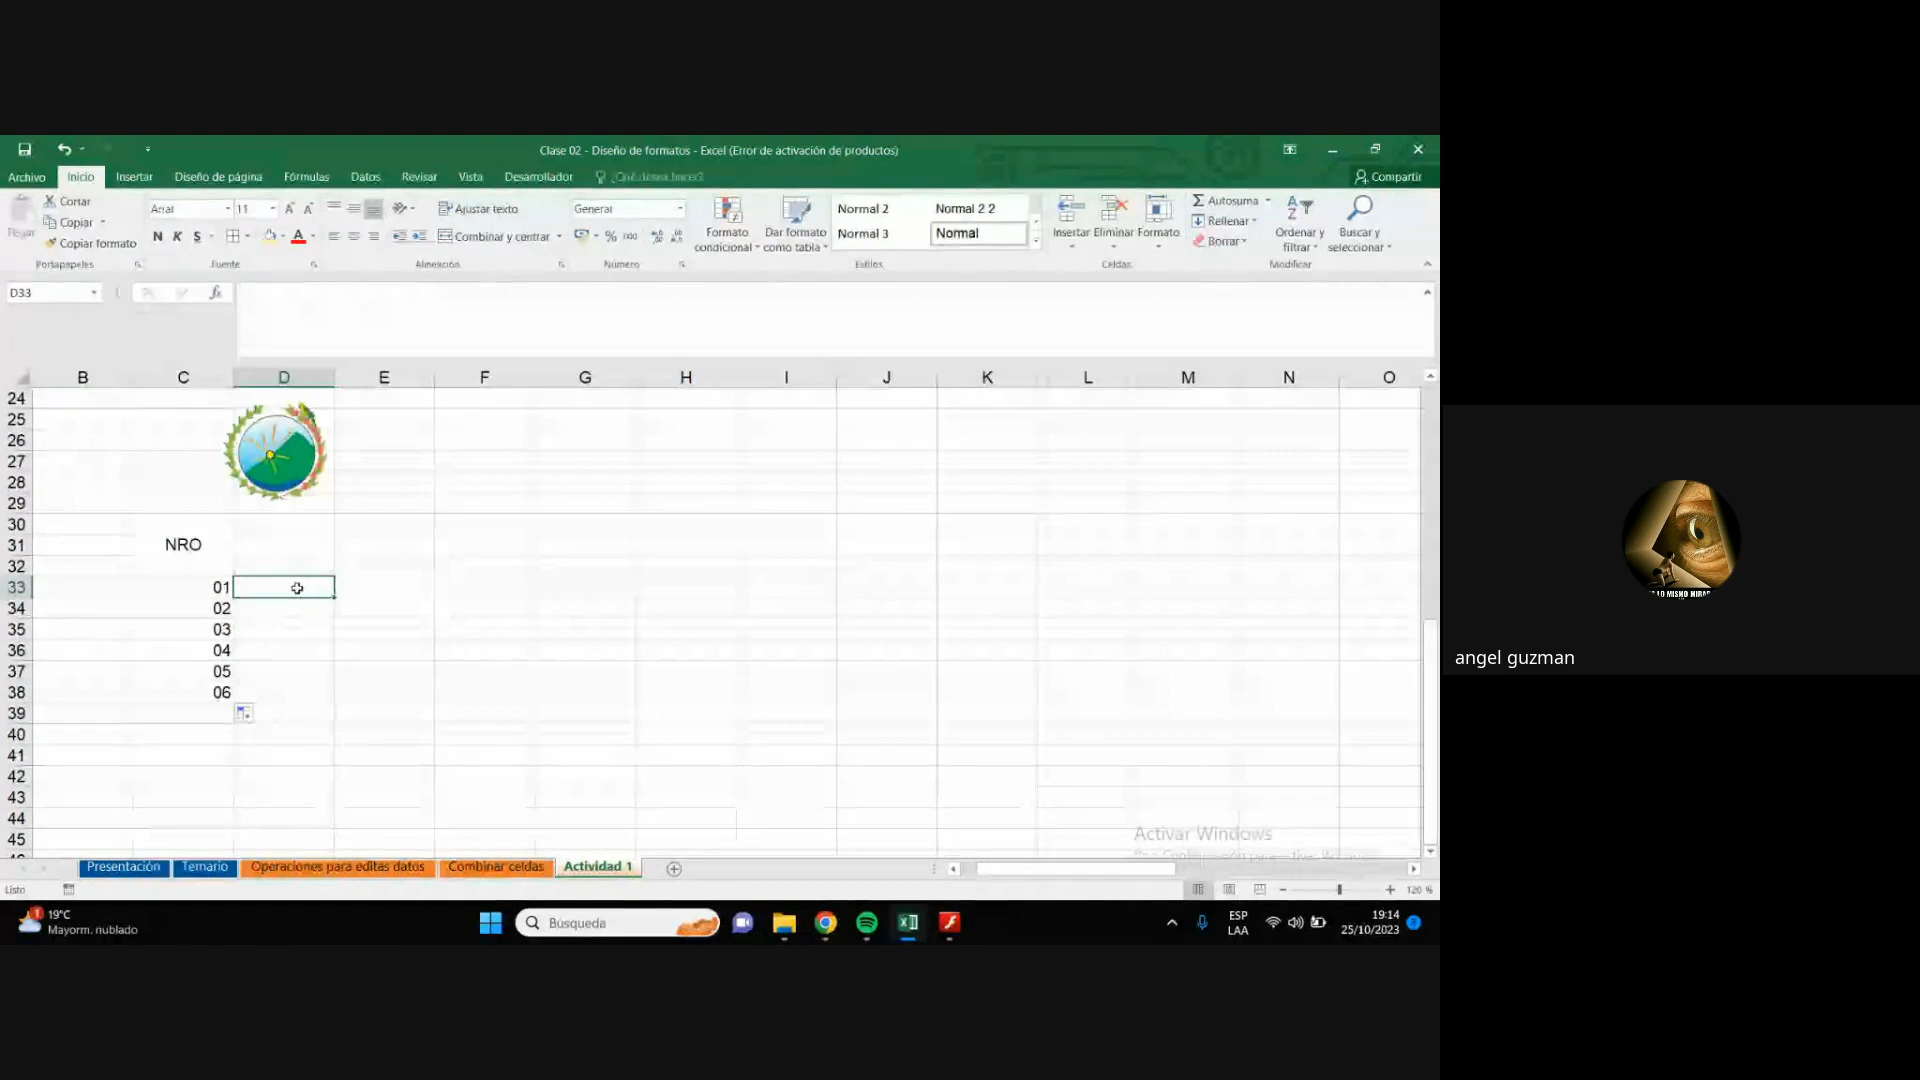 Clase 02 - Diseño de formatos - Excel (Error de activación de productos)
Archivo Inicio Insertar Diseño de página Fórmulas Datos Revisar Vista Desarrollador ¿Qué desea hacer? Compartir
Pegar Cortar Copiar Copiar formato Portapapeles
Arial 11 N K S Fuente
Ajustar texto Combinar y centrar Alineación
General % 000 Número
Formato condicional Dar formato como tabla Normal 2 Normal 2 2 Normal 3 Normal Estilos
Insertar Eliminar Formato Celdas
Autosuma Rellenar Borrar Ordenar y filtrar Buscar y seleccionar Modificar
D33 fx
B C D E F G H I J K L M N O
24
25
26
27
28
29
30
31 NRO
32
33 01
34 02
35 03
36 04
37 05
38 06
39
40
41
42
43
44
45
Activar Windows
Presentación Temario Operaciones para editas datos Combinar celdas Actividad 1
Listo 120 %
19°C
Mayorm. nublado
Búsqueda
ESP
LAA
19:14
25/10/2023
angel guzman